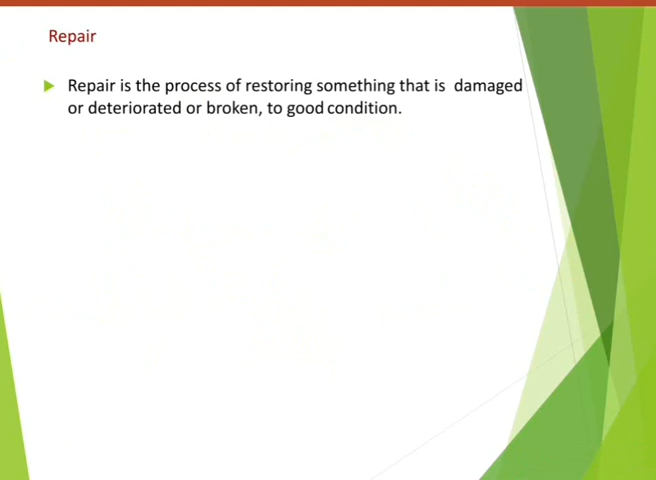 Repair
Repair is the process of restoring something that is damaged
or deteriorated or broken, to good condition.